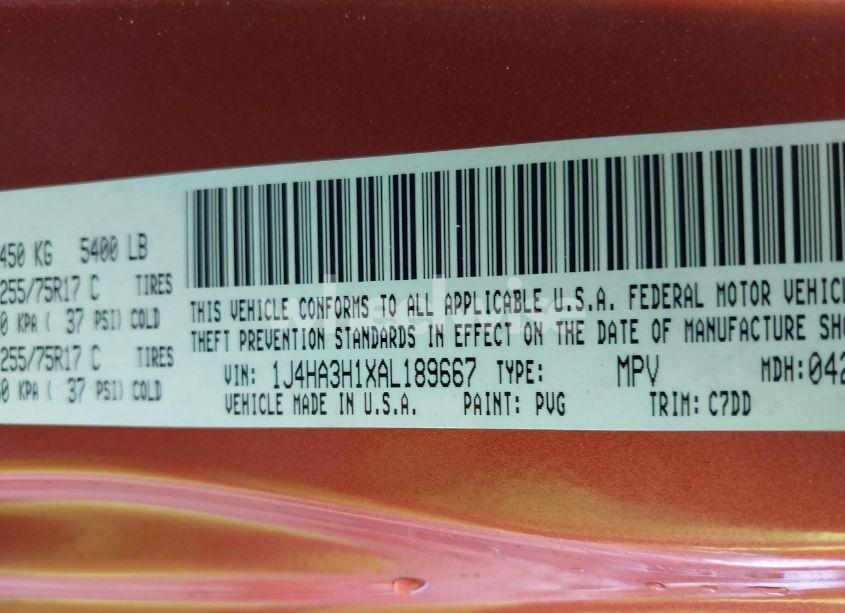 450 KG 5400 LB
255/75R17 C TIRES
0 KPA ( 37 PSI) COLD
255/75R17 C TIRES
0 KPA ( 37 PSI) COLD
THIS VEHICLE CONFORMS TO ALL APPLICABLE U.S.A. FEDERAL MOTOR VEHICL
THEFT PREVENTION STANDARDS IN EFFECT ON THE DATE OF MANUFACTURE SHO
VIN: 1J4HA3H1XAL189667 TYPE: MPV MDH:042
VEHICLE MADE IN U.S.A. PAINT: PVG TRIM: C7DD